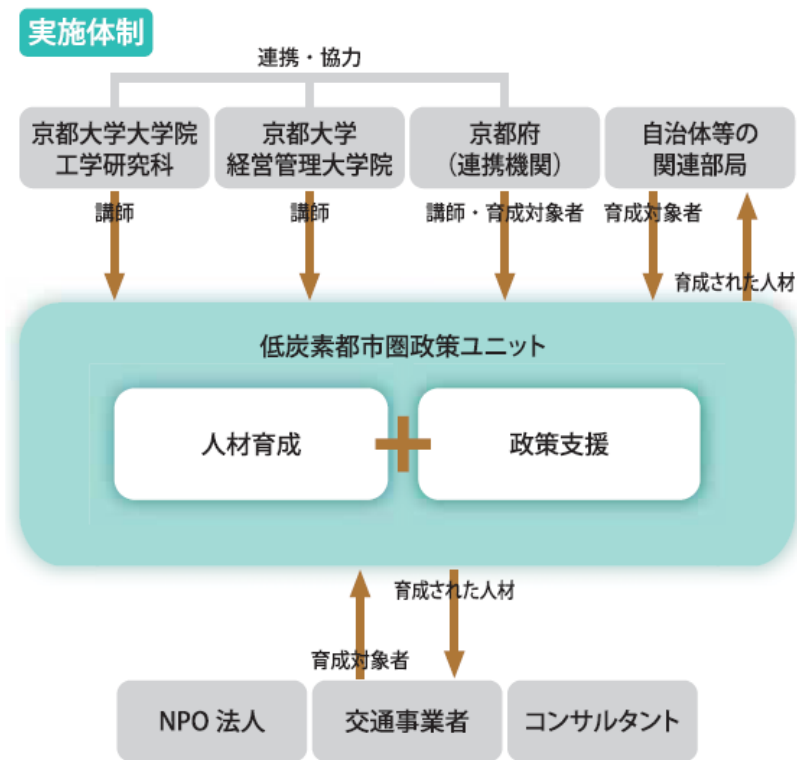 実施体制
連携・協力
京都大学大学院
工学研究科
京都大学
経営管理大学院
京都府
（連携機関）
自治体等の
関連部局
講師
講師
講師・育成対象者
育成対象者
育成された人材
低炭素都市圏政策ユニット
人材育成
政策支援
育成された人材
育成対象者
NPO 法人
交通事業者
コンサルタント